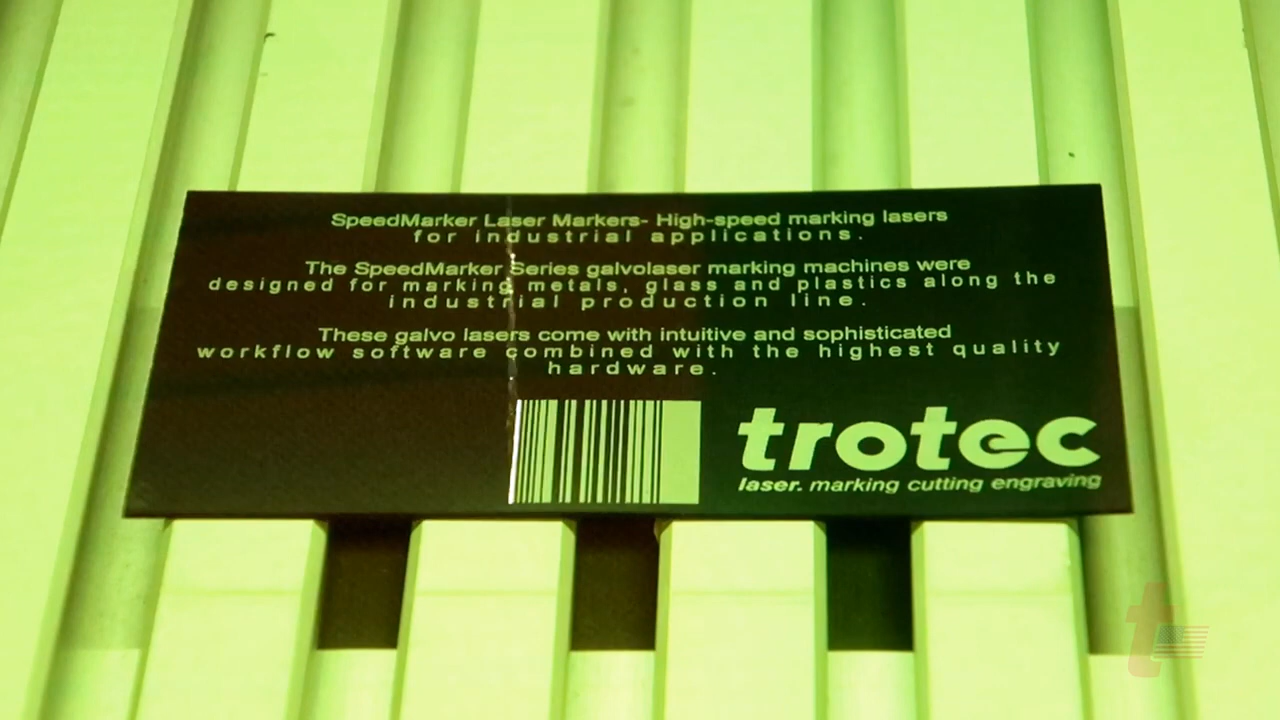 SpeedMarker Laser Markers- High-speed marking lasers
for industrial applications.
The SpeedMarker Series galvolaser marking machines were
designed for marking metals, glass and plastics along the
industrial production line.
These galvo lasers come with intuitive and sophisticated
workflow software combined with the highest quality
hardware.
trotec
laser. marking cutting engraving
t